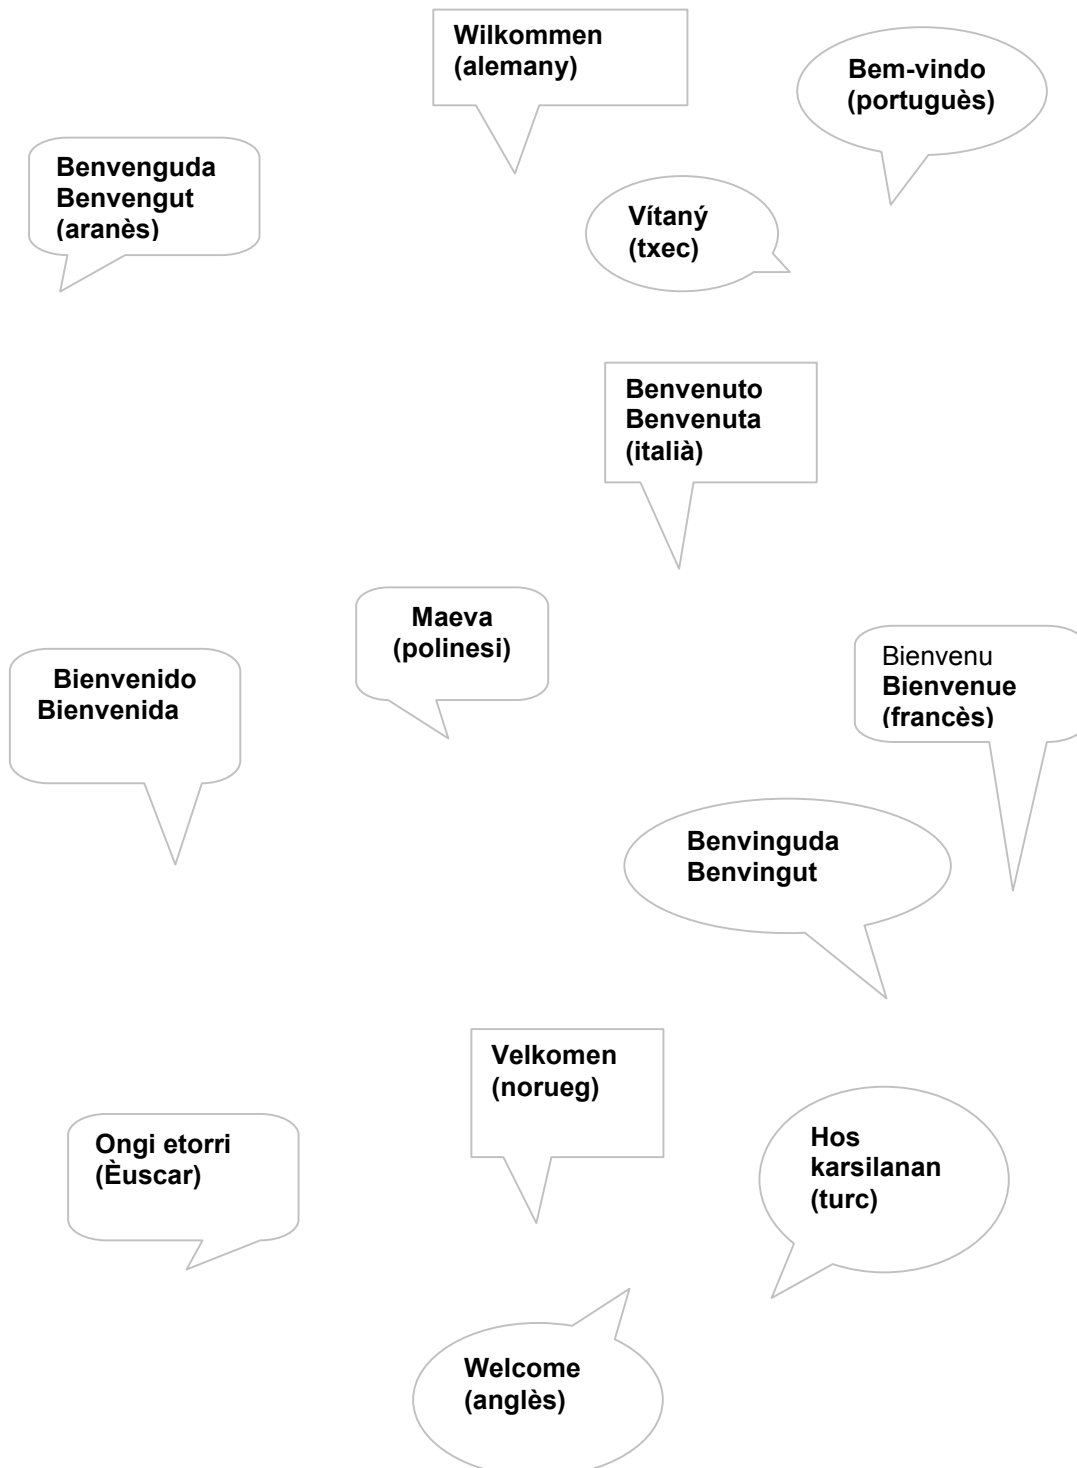 Wilkommen
(alemany)
Bem-vindo
(portuguès)
Benvenguda
Benvengut
(aranès)
Vítaný
(txec)
Benvenuto
Benvenuta
(italià)
Maeva
(polinesi)
Bienvenu
Bienvenue
(francès)
Bienvenido
Bienvenida
Benvinguda
Benvingut
Velkomen
(norueg)
Ongi etorri
(Èuscar)
Hos
karsilanan
(turc)
Welcome
(anglès)